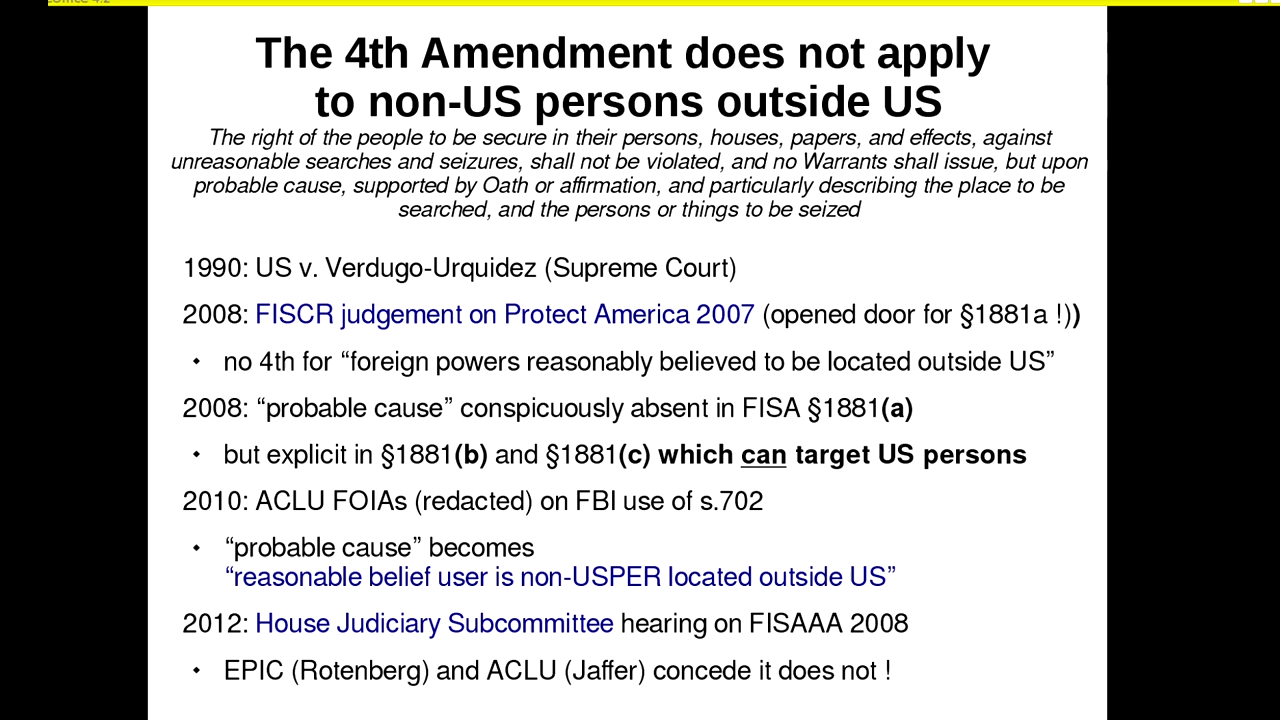 The 4th Amendment does not apply
to non-US persons outside US
The right of the people to be secure in their persons, houses, papers, and effects, against
unreasonable searches and seizures, shall not be violated, and no Warrants shall issue, but upon
probable cause, supported by Oath or affirmation, and particularly describing the place to be
searched, and the persons or things to be seized
1990: US v. Verdugo-Urquidez (Supreme Court)
2008: FISCR judgement on Protect America 2007 (opened door for §1881a !))
• no 4th for “foreign powers reasonably believed to be located outside US”
2008: “probable cause” conspicuously absent in FISA §1881(a)
• but explicit in §1881(b) and §1881(c) which can target US persons
2010: ACLU FOIAs (redacted) on FBI use of s.702
• “probable cause” becomes
“reasonable belief user is non-USPER located outside US”
2012: House Judiciary Subcommittee hearing on FISAAA 2008
• EPIC (Rotenberg) and ACLU (Jaffer) concede it does not !